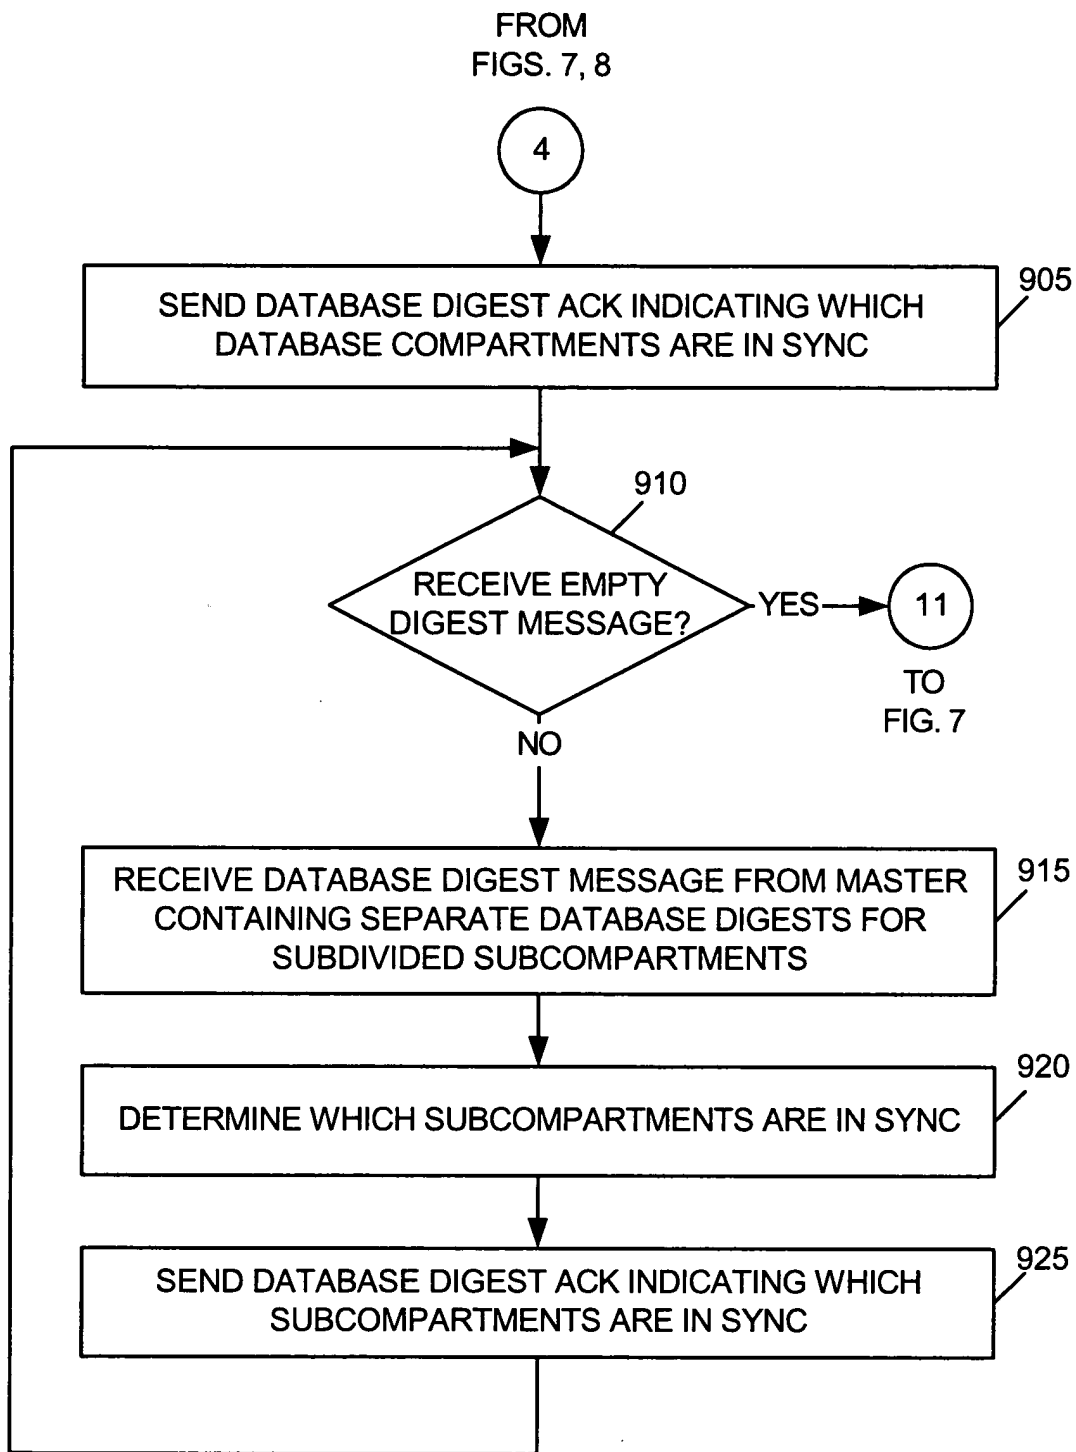 FROM
FIGS. 7, 8
4
905
SEND DATABASE DIGEST ACK INDICATING WHICH
DATABASE COMPARTMENTS ARE IN SYNC
910
RECEIVE EMPTY
DIGEST MESSAGE?
YES
11
TO
FIG. 7
NO
915
RECEIVE DATABASE DIGEST MESSAGE FROM MASTER
CONTAINING SEPARATE DATABASE DIGESTS FOR
SUBDIVIDED SUBCOMPARTMENTS
920
DETERMINE WHICH SUBCOMPARTMENTS ARE IN SYNC
925
SEND DATABASE DIGEST ACK INDICATING WHICH
SUBCOMPARTMENTS ARE IN SYNC